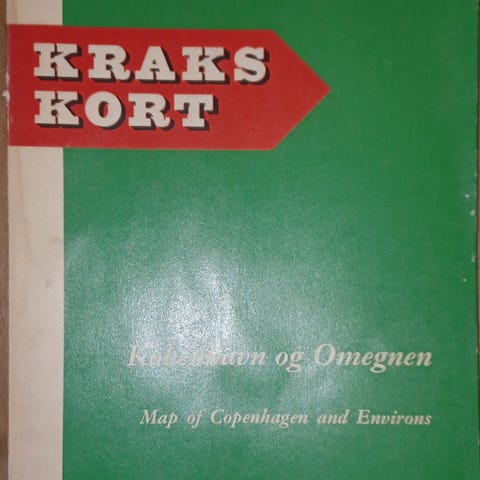 KRAKS
KORT
København og Omegnen
Map of Copenhagen and Environs